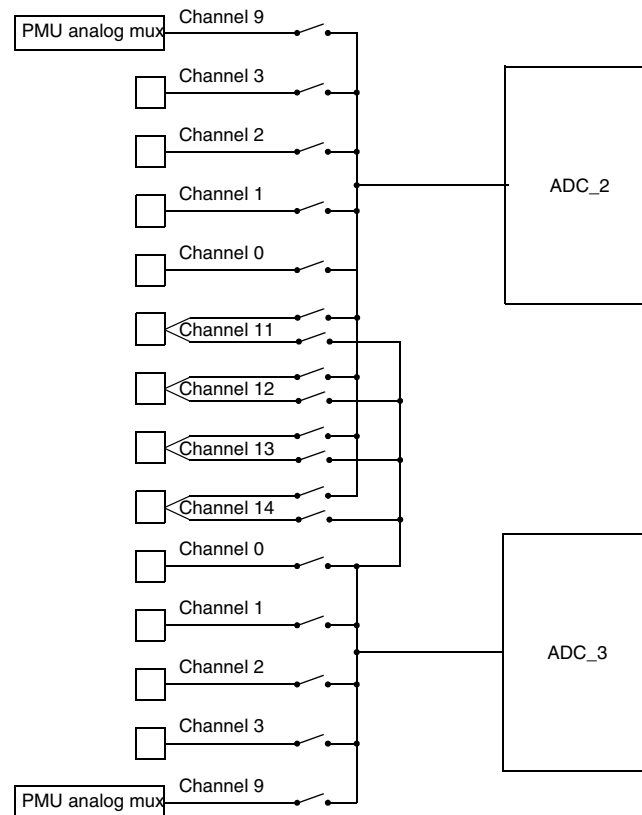 PMU analog mux
Channel 9
Channel 3
Channel 2
Channel 1
ADC_2
Channel 0
Channel 11
Channel 12
Channel 13
Channel 14
Channel 0
Channel 1
ADC_3
Channel 2
Channel 3
Channel 9
PMU analog mux